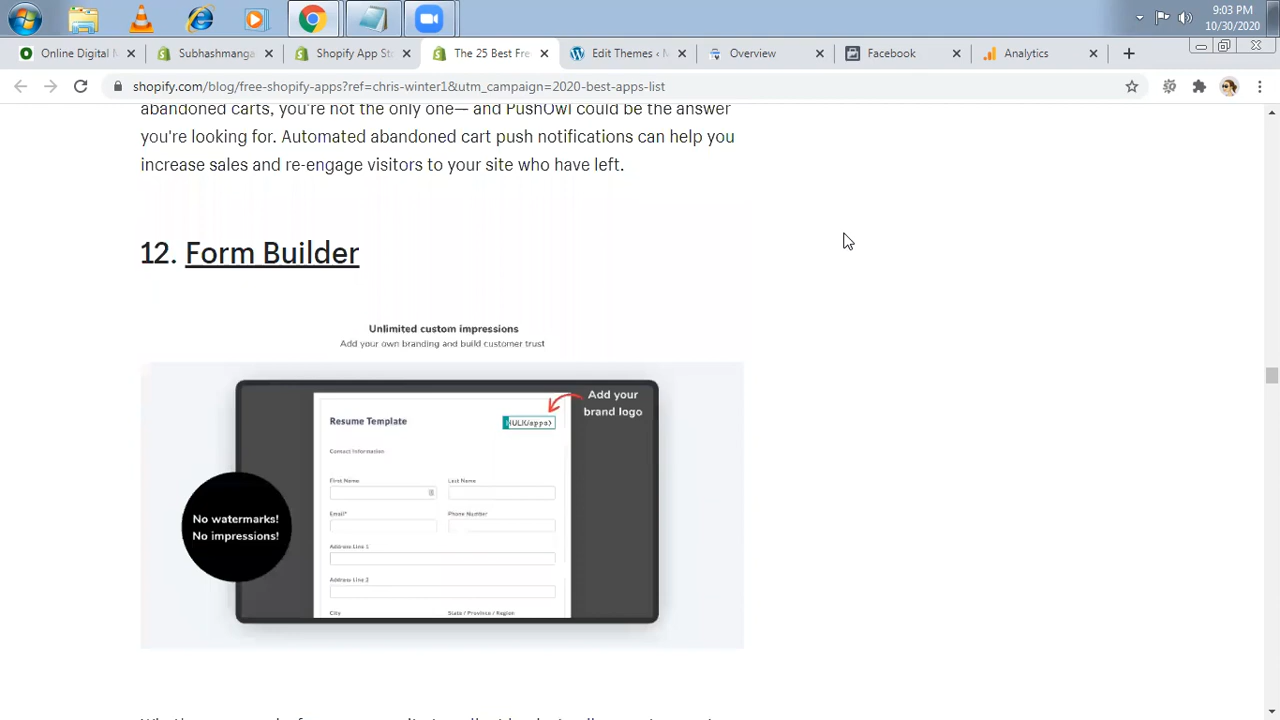 9:03 PM
10/30/2020
Online Digital M
Subhashmanga
Shopify App Sto
The 25 Best Fre
Edit Themes ‹ M
Overview
Facebook
Analytics
shopify.com/blog/free-shopify-apps?ref=chris-winter1&utm_campaign=2020-best-apps-list
abandoned carts, you're not the only one— and PushOwl could be the answer
you're looking for. Automated abandoned cart push notifications can help you
increase sales and re-engage visitors to your site who have left.
12. Form Builder
Unlimited custom impressions
Add your own branding and build customer trust
Add your
brand logo
Resume Template
Contact Information
First Name Last Name
Email* Phone Number
No watermarks!
No impressions!
Address Line 1
Address Line 2
City State / Province / Region